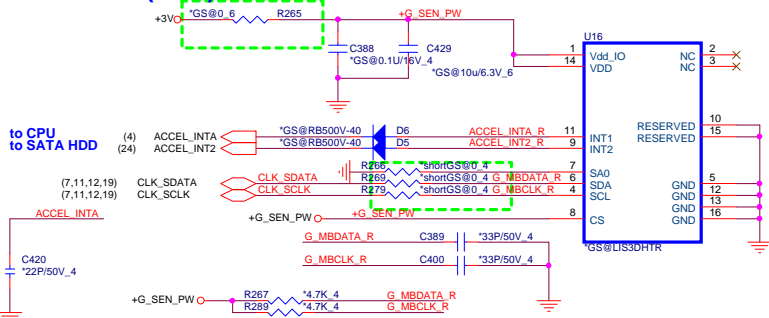 *GS@0_6 R265
+3V
+G_SEN_PW
C388
*GS@0.1U/16V_4
C429
*GS@10u/6.3V_6
U16
1 Vdd_IO
14 VDD
NC 2
NC 3
to CPU
to SATA HDD
(4) ACCEL_INTA
(24) ACCEL_INT2
*GS@RB500V-40 D6 ACCEL_INTA_R
*GS@RB500V-40 D5 ACCEL_INT2_R
11 INT1
9 INT2
RESERVED 10
RESERVED 15
R266 *shortGS@0_4
7 SA0
(7,11,12,19) CLK_SDATA CLK_SDATA R269 *shortGS@0_4 G_MBDATA_R
6 SDA
(7,11,12,19) CLK_SCLK CLK_SCLK R279 *shortGS@0_4 G_MBCLK_R
4 SCL
GND 5
GND 12
GND 13
GND 16
+G_SEN_PW +G_SEN_PW
8 CS
*GS@LIS3DHTR
ACCEL_INTA
C420
*22P/50V_4
G_MBDATA_R C389 *33P/50V_4
G_MBCLK_R C400 *33P/50V_4
+G_SEN_PW
R267 *4.7K_4 G_MBDATA_R
R289 *4.7K_4 G_MBCLK_R